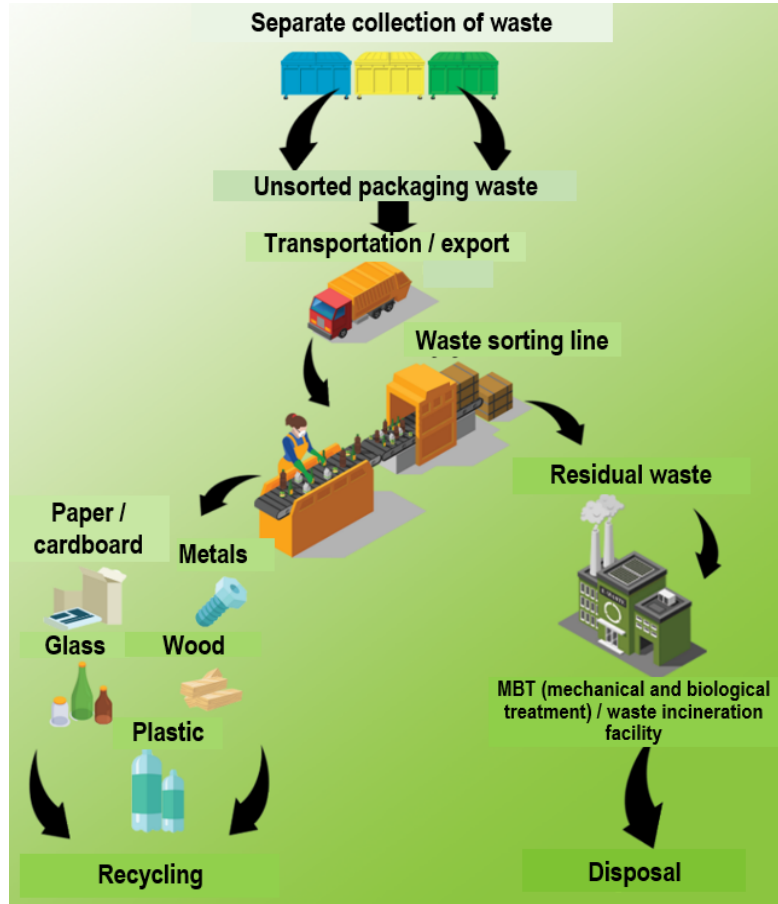 Separate collection of waste
Unsorted packaging waste
Transportation / export
Waste sorting line
Residual waste
Paper /
cardboard
Metals
Glass
Wood
Plastic
MBT (mechanical and biological
treatment) / waste incineration
facility
Recycling
Disposal